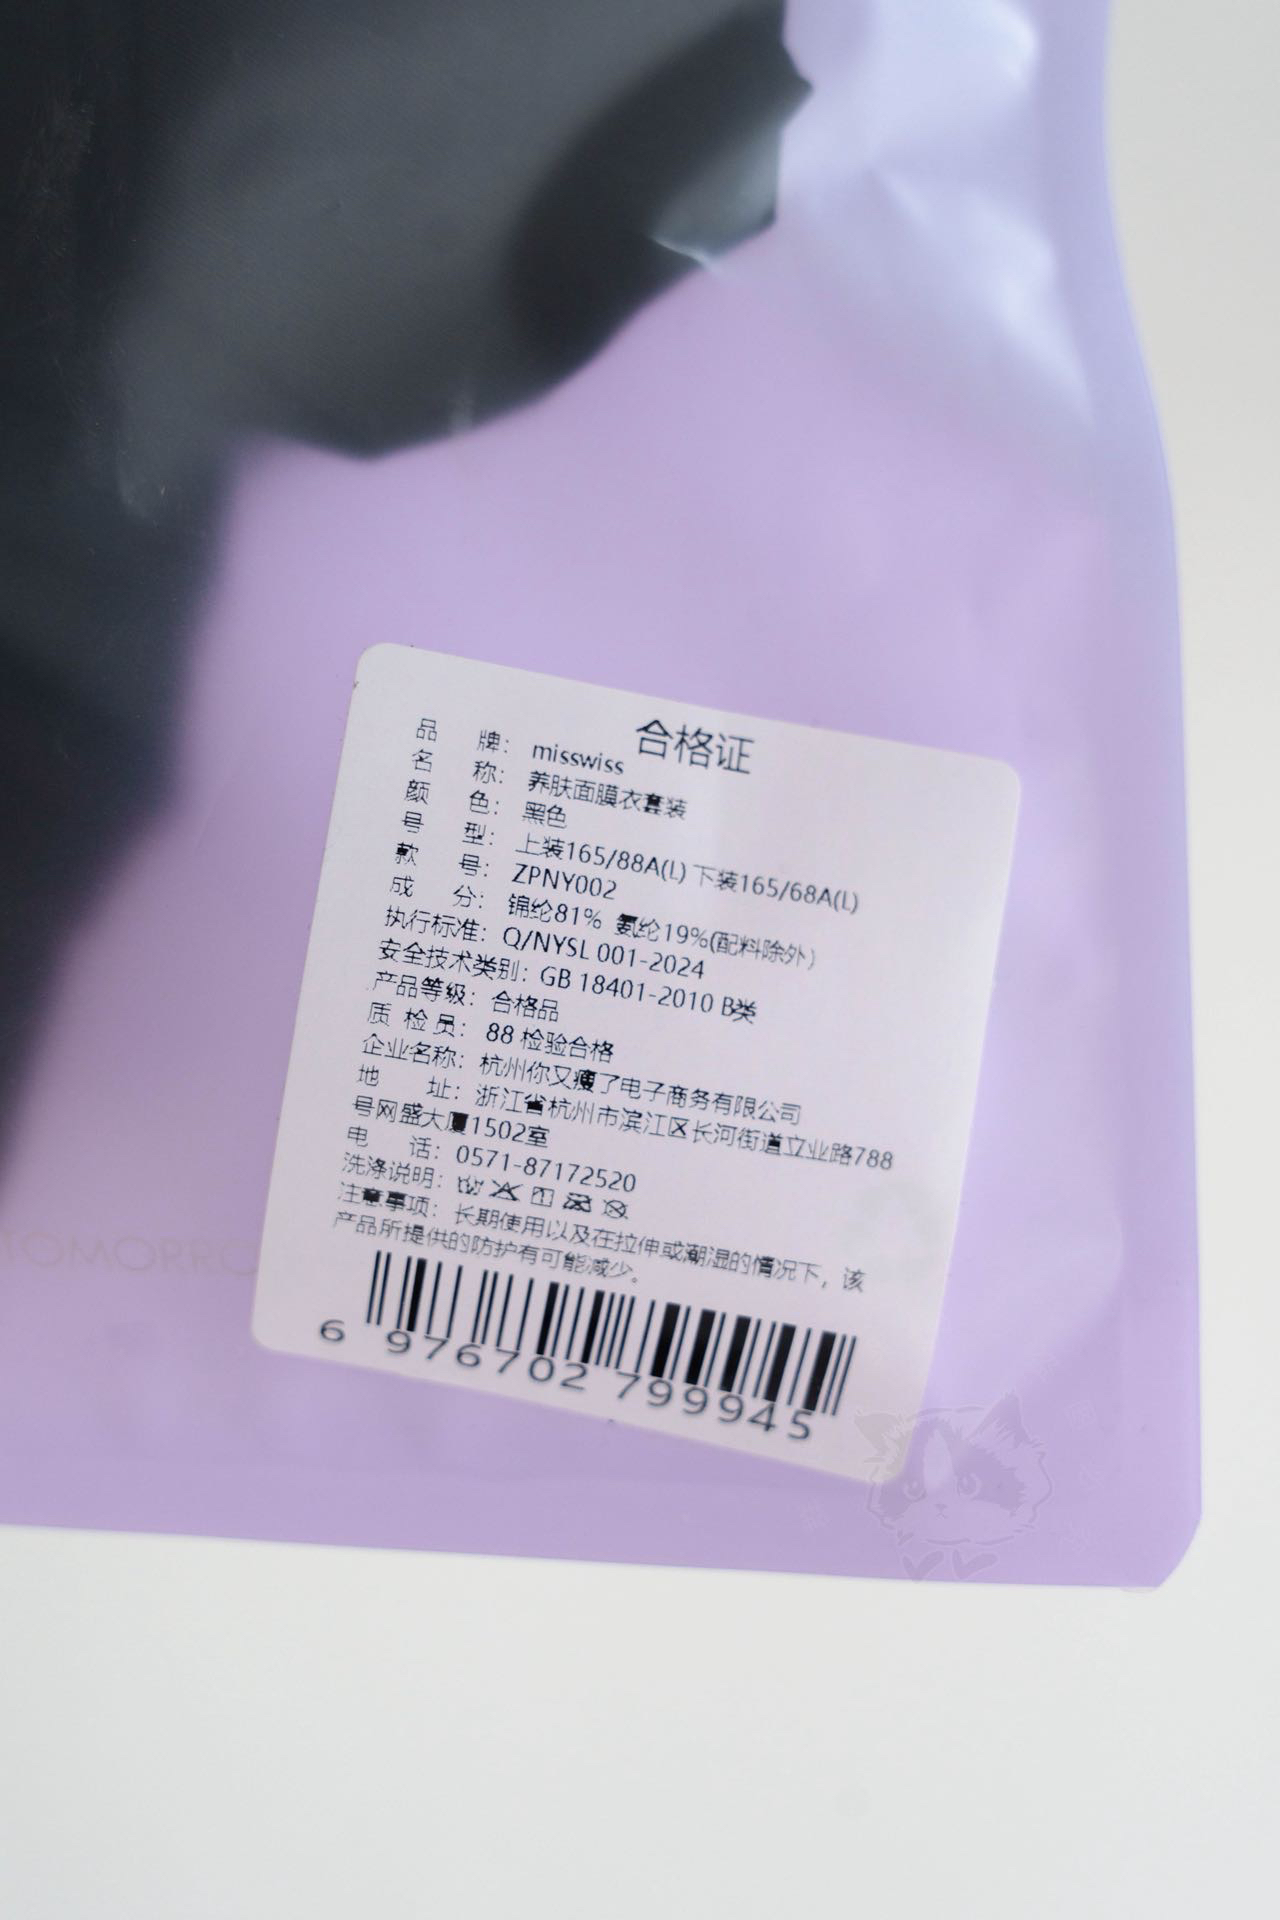 合格证
品 牌： misswiss
名 称： 养肤面膜衣套装
颜 色： 黑色
号 型： 上装165/88A(L) 下装165/68A(L)
款 号： ZPNY002
成 分： 锦纶81% 氨纶19%(配料除外)
执行标准： Q/NYSL 001-2024
安全技术类别： GB 18401-2010 B类
产品等级： 合格品
质 检 员： 88 检验合格
企业名称： 杭州你又瘦了电子商务有限公司
地 址： 浙江省杭州市滨江区长河街道立业路788
号网盛大厦1502室
电 话： 0571-87172520
洗涤说明：
注意事项： 长期使用以及在拉伸或潮湿的情况下，该
产品所提供的防护有可能减少。
TOMORRO
6 976702 799945